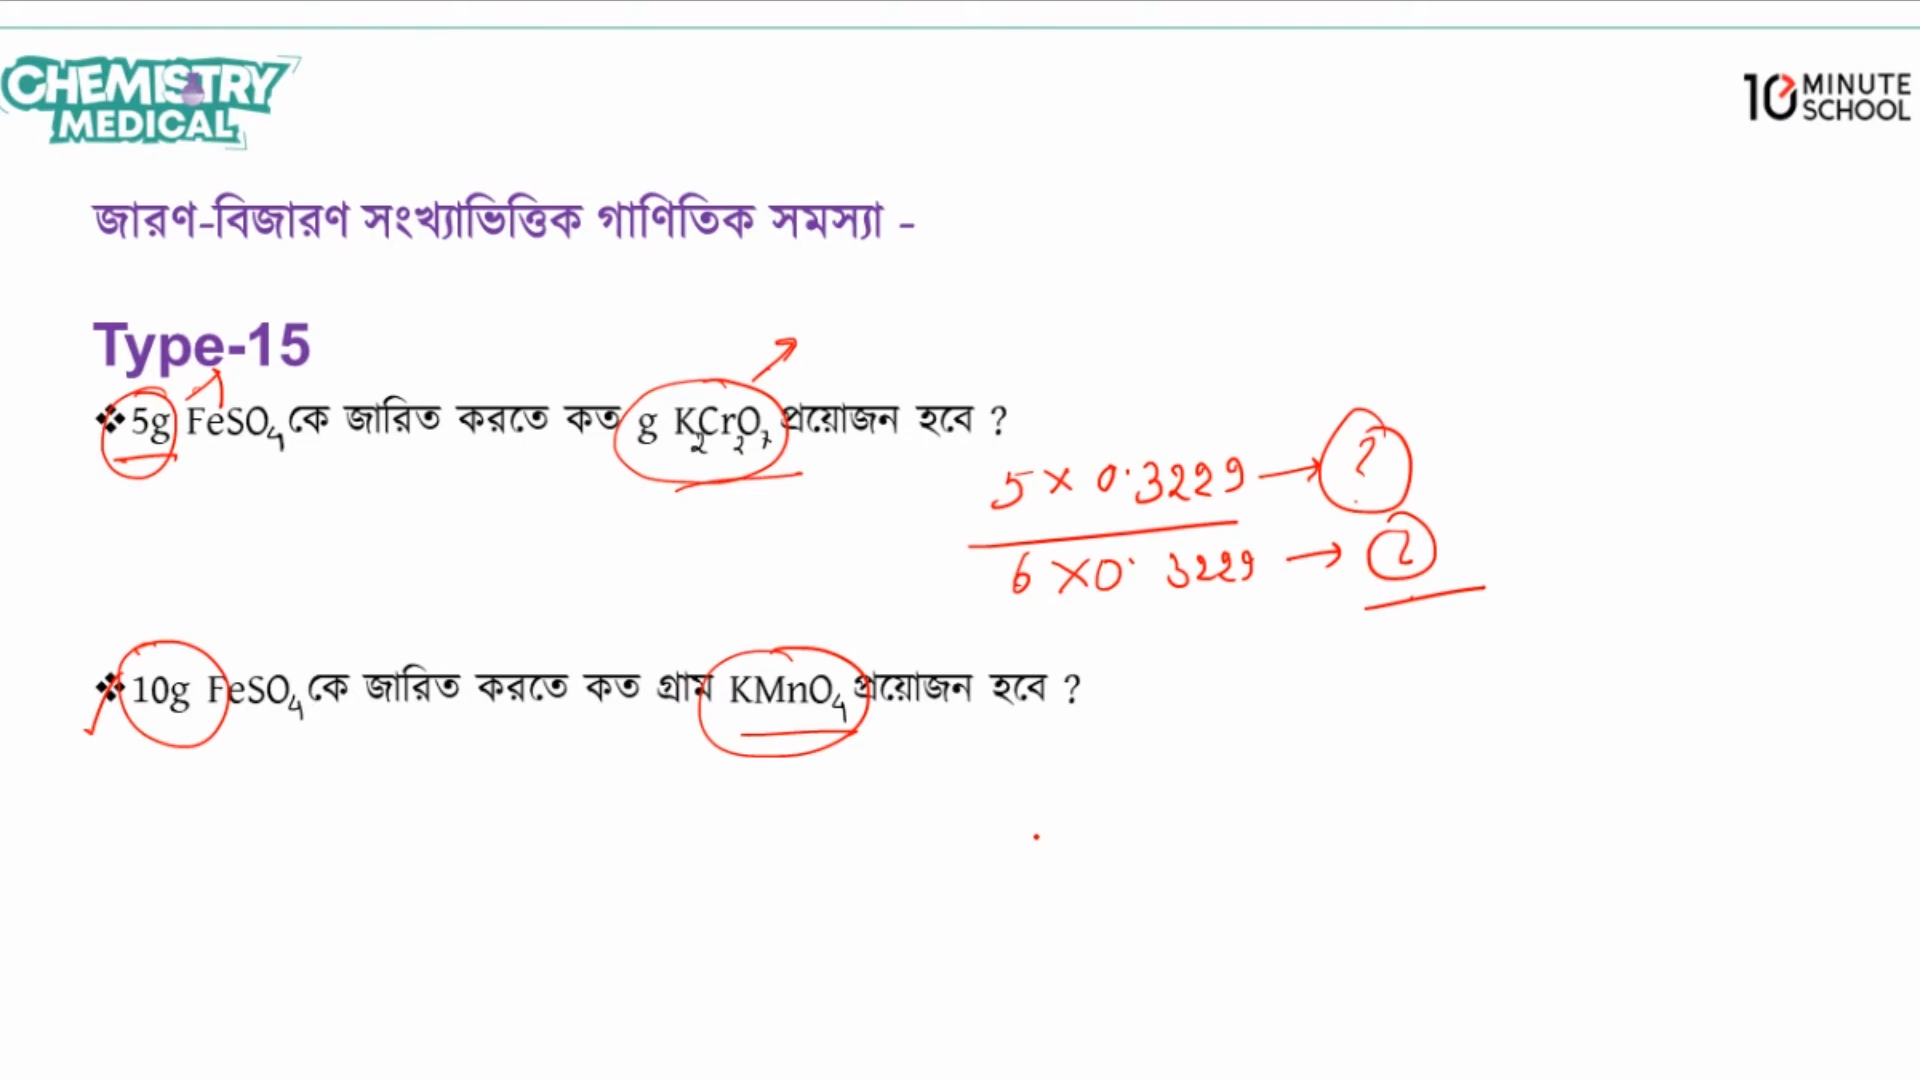 CHEMISTRY
MEDICAL
10 MINUTE
SCHOOL
জারণ-বিজারণ সংখ্যাভিত্তিক গাণিতিক সমস্যা -
Type-15
❖ 5g FeSO4 কে জারিত করতে কত g K2Cr2O7 প্রয়োজন হবে ?
5 × 0.3229 → ?
6 × 0.3229 → ?
❖ 10g FeSO4 কে জারিত করতে কত গ্রাম KMnO4 প্রয়োজন হবে ?